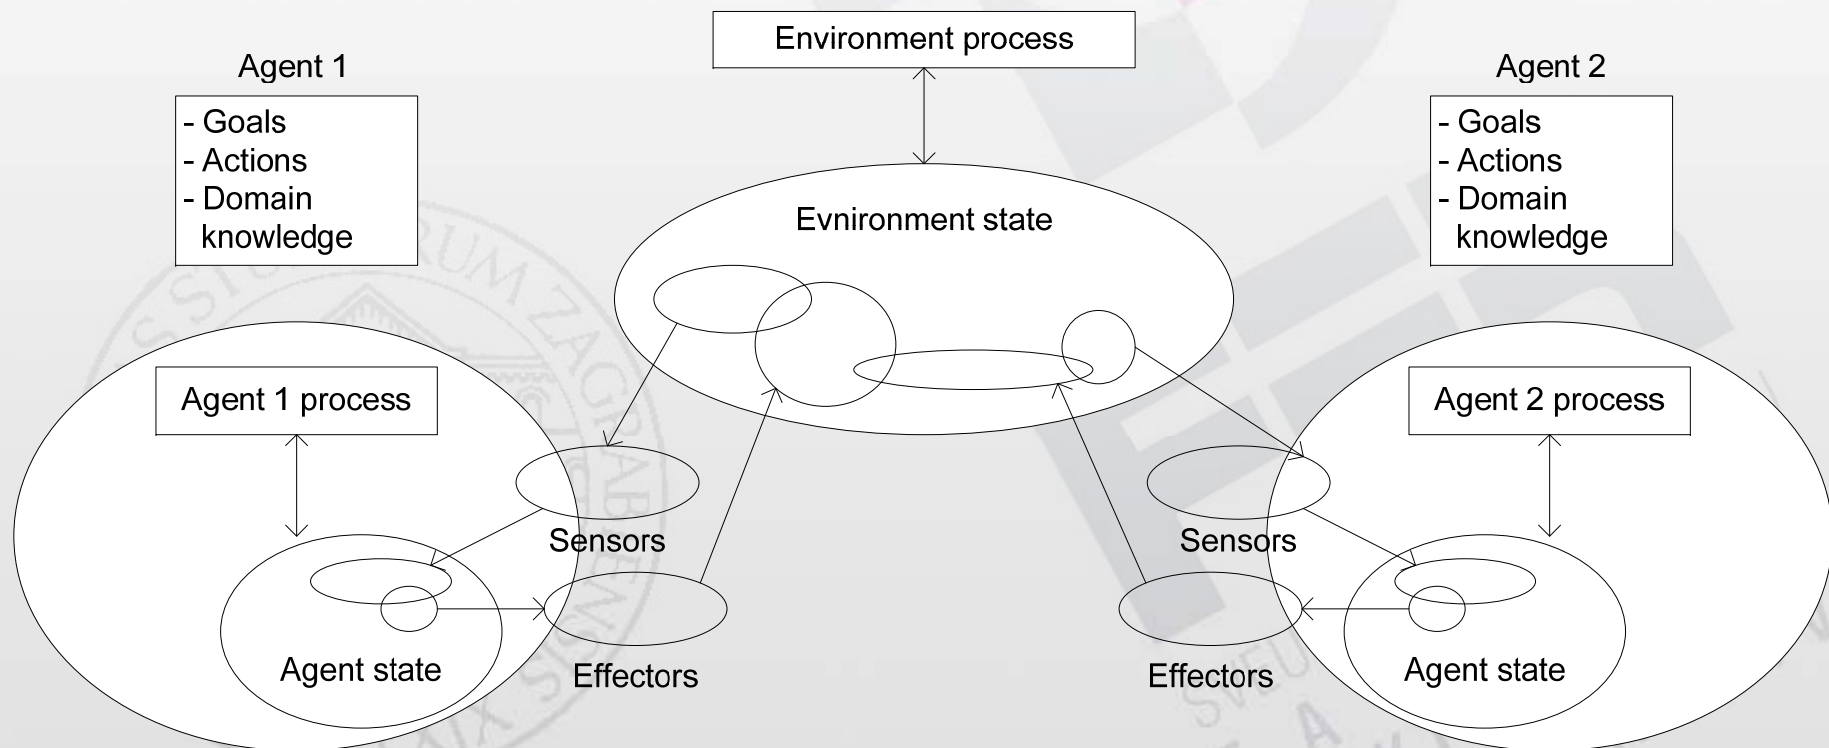 Environment process
Agent 1
Agent 2
- Goals
- Actions
- Domain
knowledge
- Goals
- Actions
- Domain
knowledge
Evnironment state
Agent 1 process
Agent 2 process
Sensors
Sensors
Agent state
Effectors
Effectors
Agent state
ZAGRABIENSIS